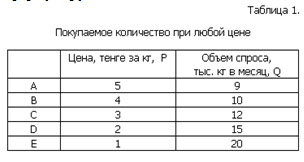 Таблица 1.
Покупаемое количество при любой цене
Цена, тенге за кг, P Объем спроса, тыс. кг в месяц, Q
A 5 9
B 4 10
C 3 12
D 2 15
E 1 20